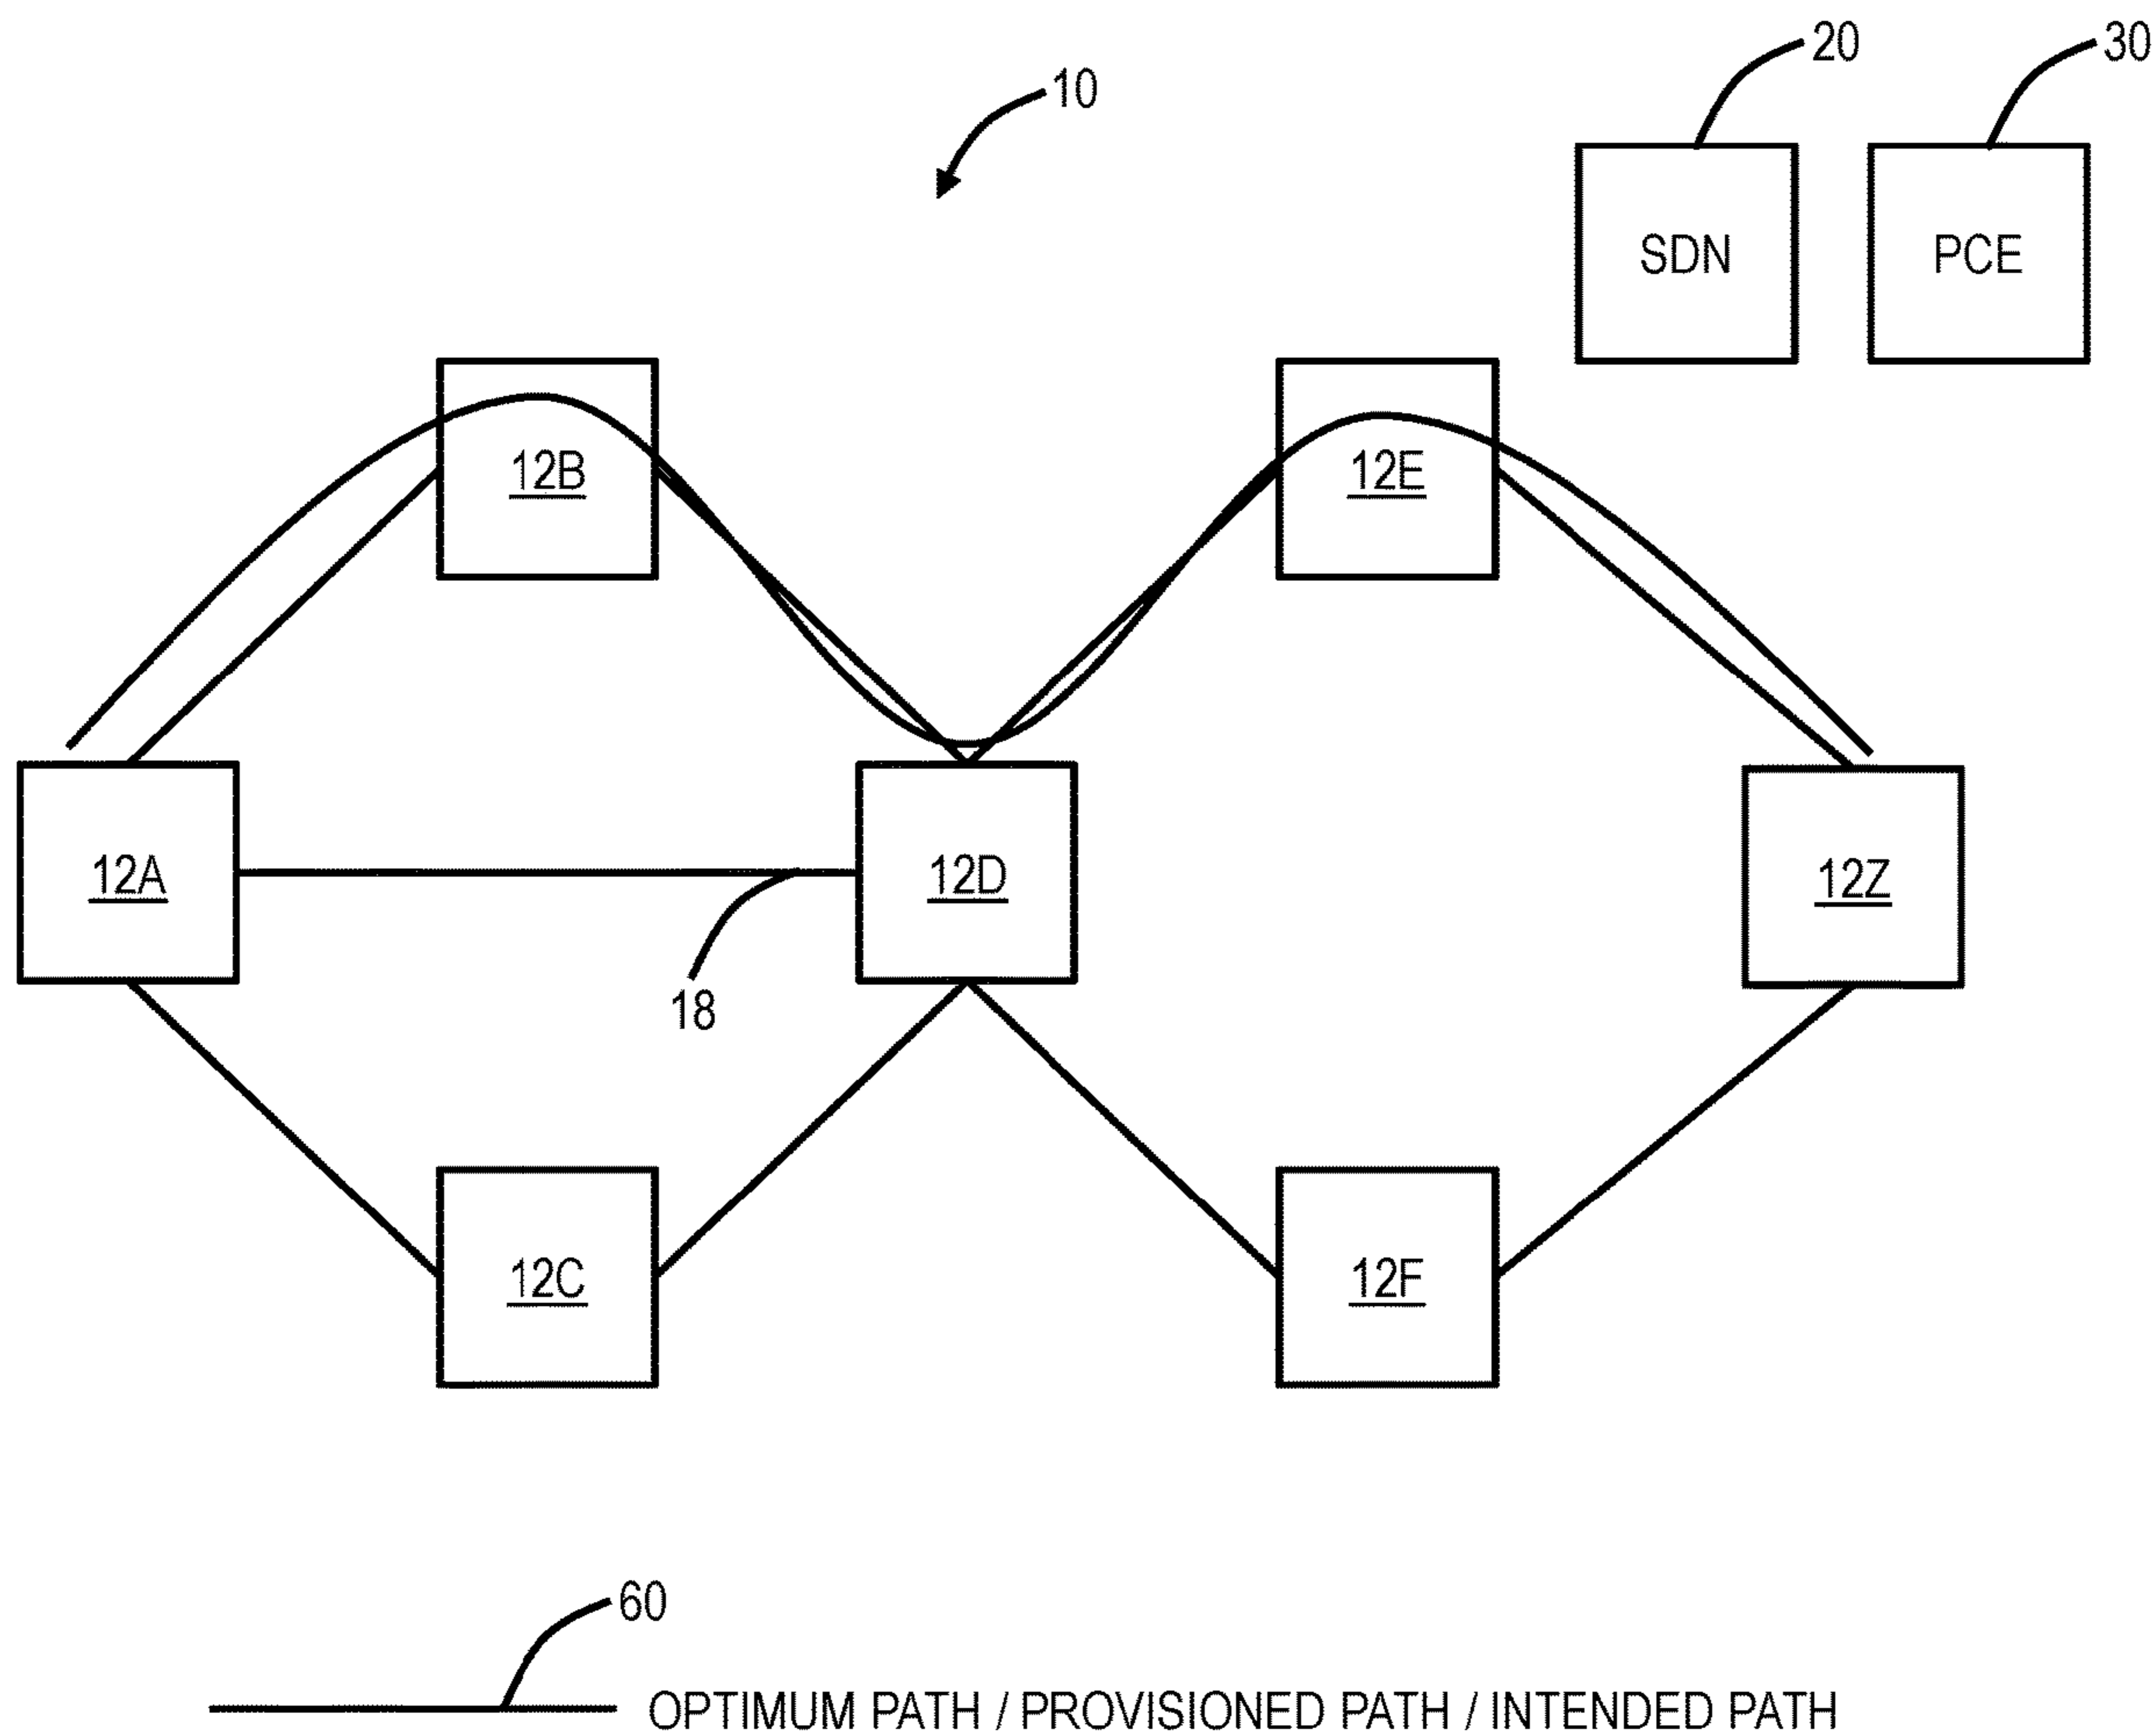 20
30
10
SDN
PCE
12B
12E
12A
12D
12Z
18
12C
12F
60
OPTIMUM PATH / PROVISIONED PATH / INTENDED PATH